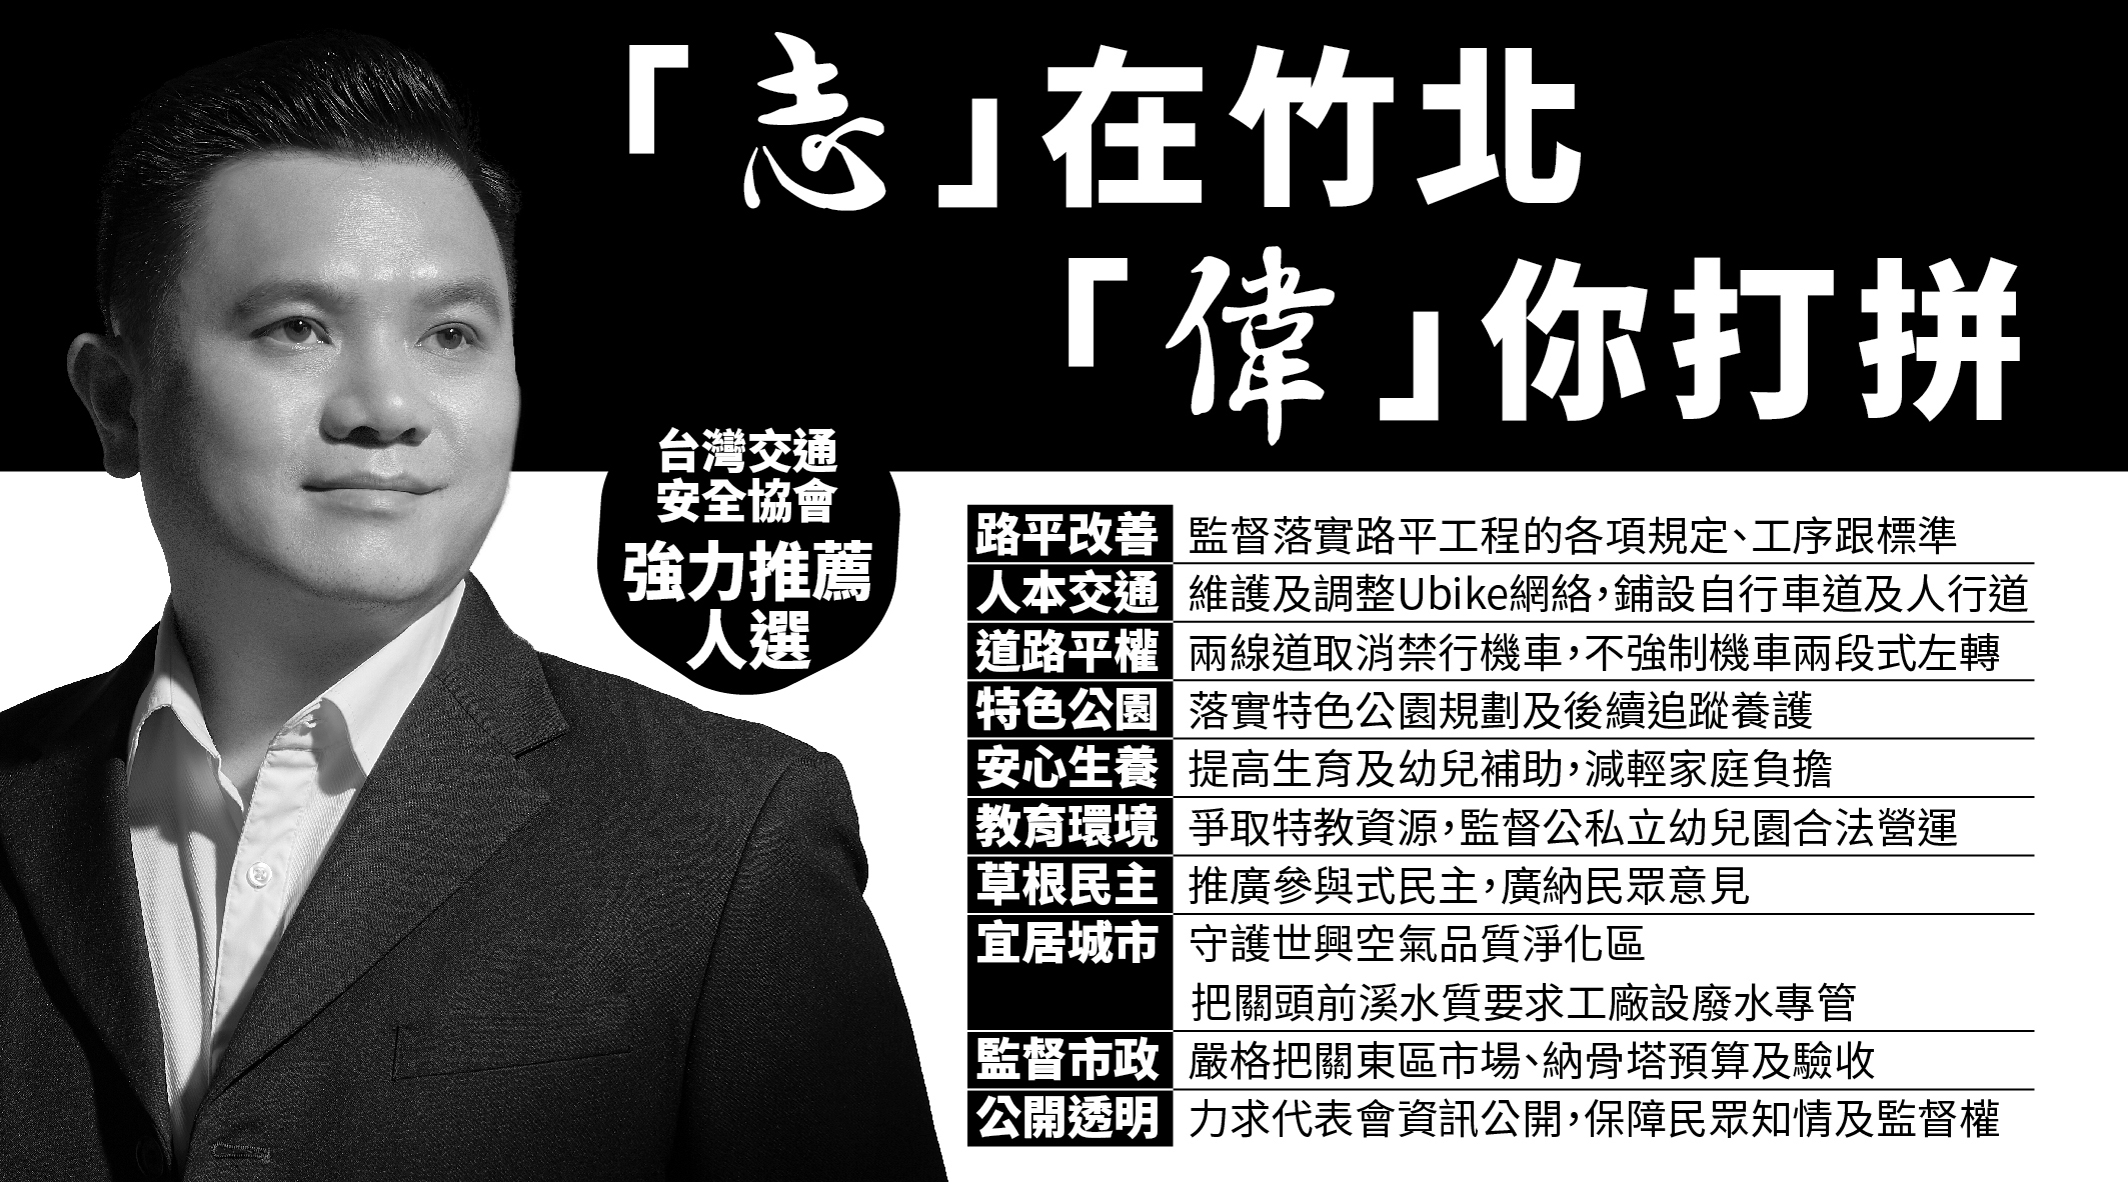 「志」在竹北
「偉」你打拼
台灣交通
安全協會
強力推薦
人選
路平改善 監督落實路平工程的各項規定、工序跟標準
人本交通 維護及調整Ubike網絡，鋪設自行車道及人行道
道路平權 兩線道取消禁行機車，不強制機車兩段式左轉
特色公園 落實特色公園規劃及後續追蹤養護
安心生養 提高生育及幼兒補助，減輕家庭負擔
教育環境 爭取特教資源，監督公私立幼兒園合法營運
草根民主 推廣參與式民主，廣納民眾意見
宜居城市 守護世興空氣品質淨化區
把關頭前溪水質要求工廠設廢水專管
監督市政 嚴格把關東區市場、納骨塔預算及驗收
公開透明 力求代表會資訊公開，保障民眾知情及監督權